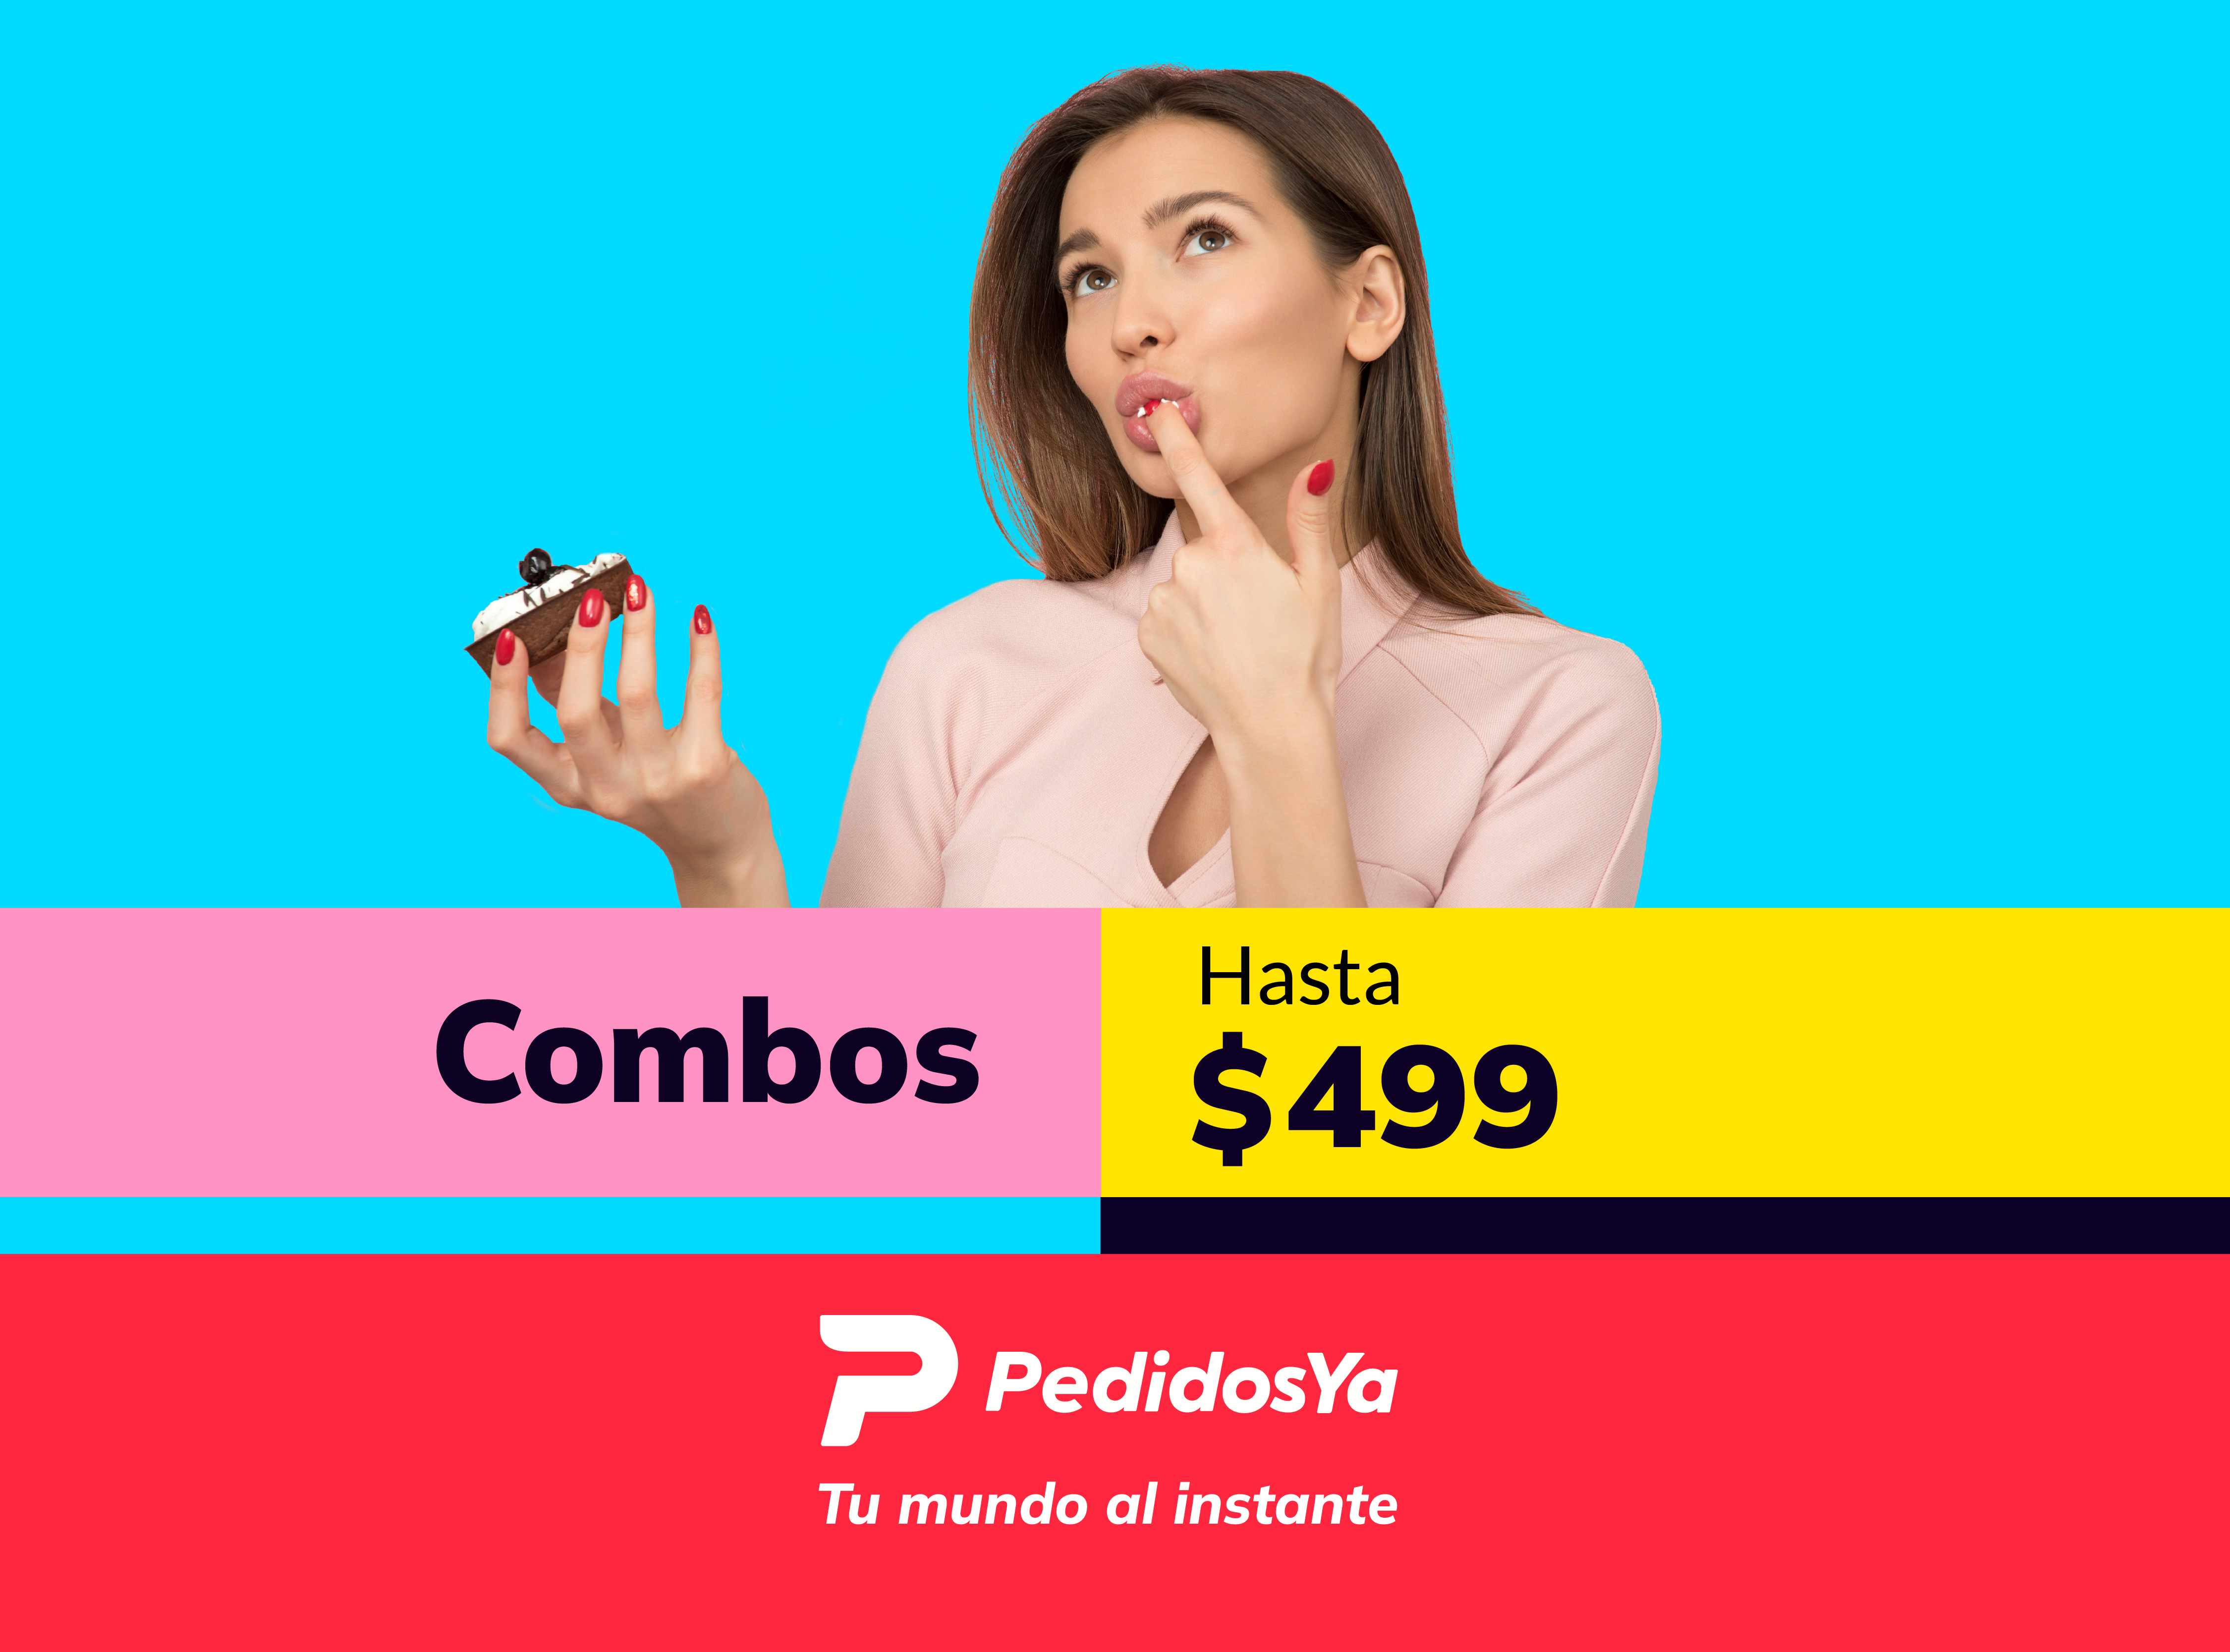 Combos
Hasta
$499
PedidosYa
Tu mundo al instante